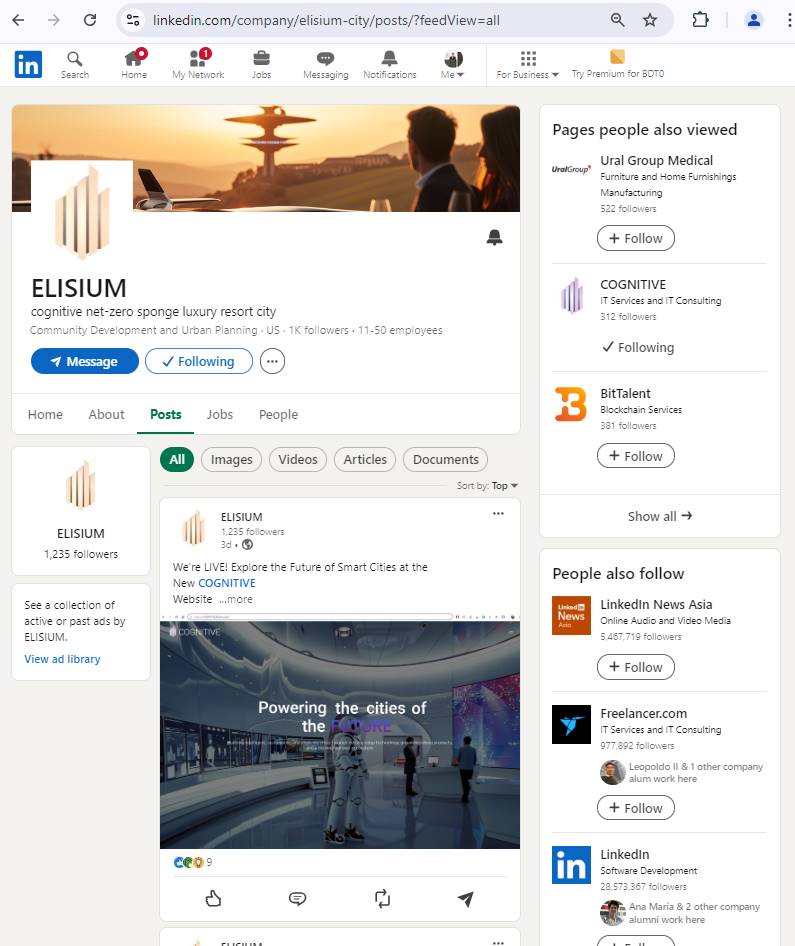 linkedin.com/company/elisium-city/posts/?feedView=all
in
Search
Home
1
My Network
Jobs
Messaging
Notifications
Me
For Business
Try Premium for BDT0
ELISIUM
cognitive net-zero sponge luxury resort city
Community Development and Urban Planning · US · 1K followers · 11-50 employees
Message
Following
Home
About
Posts
Jobs
People
ELISIUM
1,235 followers
See a collection of
active or past ads by
ELISIUM.
View ad library
All
Images
Videos
Articles
Documents
Sort by: Top
ELISIUM
1,235 followers
3d •
We're LIVE! Explore the Future of Smart Cities at the
New COGNITIVE
Website ...more
COGNITIVE
Powering the cities of
the FUTURE
9
ELISIUM
Pages people also viewed
UralGroup
Ural Group Medical
Furniture and Home Furnishings
Manufacturing
522 followers
+ Follow
COGNITIVE
IT Services and IT Consulting
312 followers
Following
BitTalent
Blockchain Services
381 followers
+ Follow
Show all →
People also follow
Linked in
News
Asia
LinkedIn News Asia
Online Audio and Video Media
5,467,719 followers
+ Follow
Freelancer.com
IT Services and IT Consulting
977,892 followers
Leopoldo II & 1 other company
alum work here
+ Follow
in
LinkedIn
Software Development
28,573,367 followers
Ana María & 2 other company
alumni work here
+ Follow